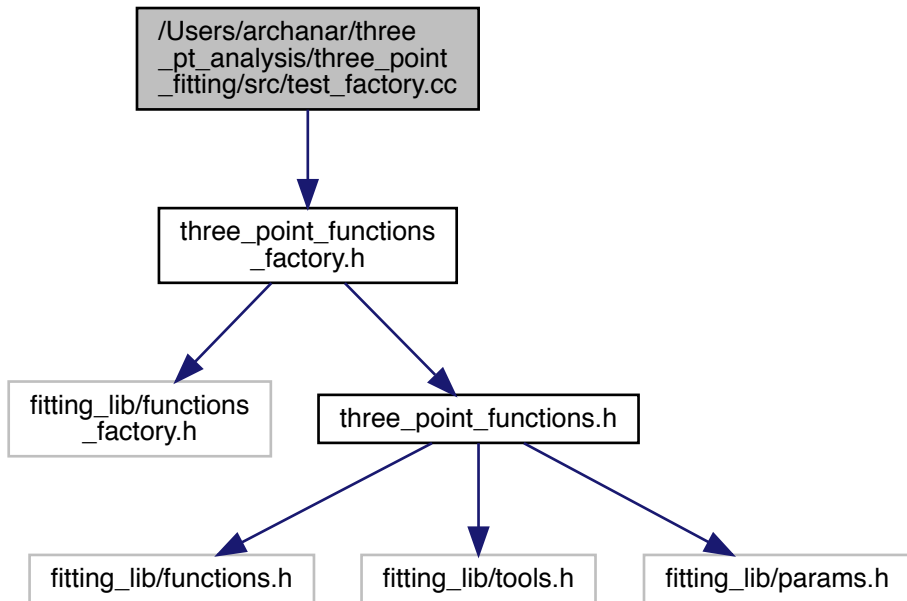 /Users/archanar/three
_pt_analysis/three_point
_fitting/src/test_factory.cc
three_point_functions
_factory.h
fitting_lib/functions
_factory.h
three_point_functions.h
fitting_lib/functions.h
fitting_lib/tools.h
fitting_lib/params.h